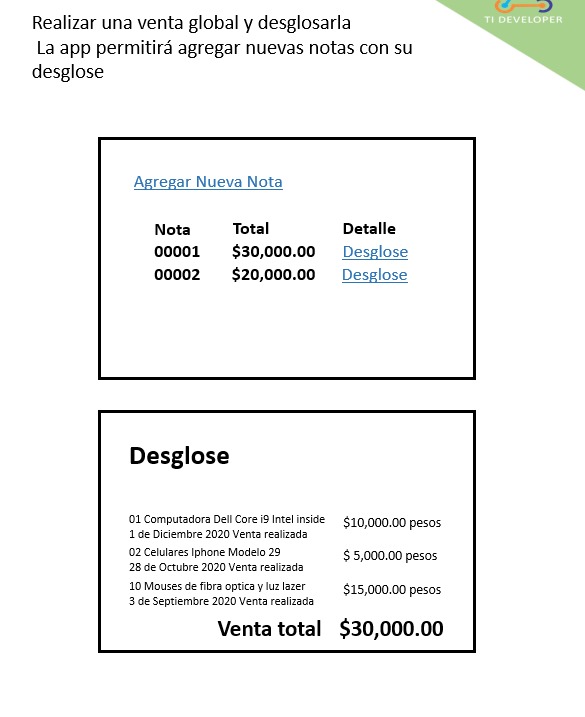 TI DEVELOPER
Realizar una venta global y desglosarla
La app permitirá agregar nuevas notas con su
desglose
Agregar Nueva Nota
Nota Total Detalle
00001 $30,000.00 Desglose
00002 $20,000.00 Desglose
Desglose
01 Computadora Dell Core i9 Intel inside $10,000.00 pesos
1 de Diciembre 2020 Venta realizada
02 Celulares Iphone Modelo 29 $ 5,000.00 pesos
28 de Octubre 2020 Venta realizada
10 Mouses de fibra optica y luz lazer $15,000.00 pesos
3 de Septiembre 2020 Venta realizada
Venta total $30,000.00